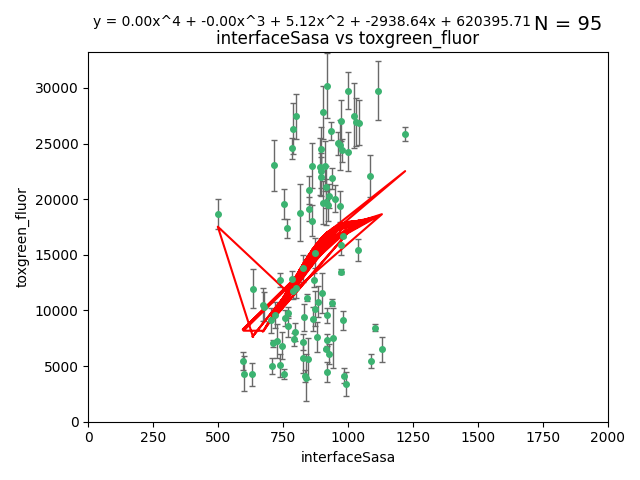 y = 0.00x^4 + -0.00x^3 + 5.12x^2 + -2938.64x + 620395.71 N = 95
interfaceSasa vs toxgreen_fluor
30000
25000
20000
15000
10000
5000
0
toxgreen_fluor
0 250 500 750 1000 1250 1500 1750 2000
interfaceSasa